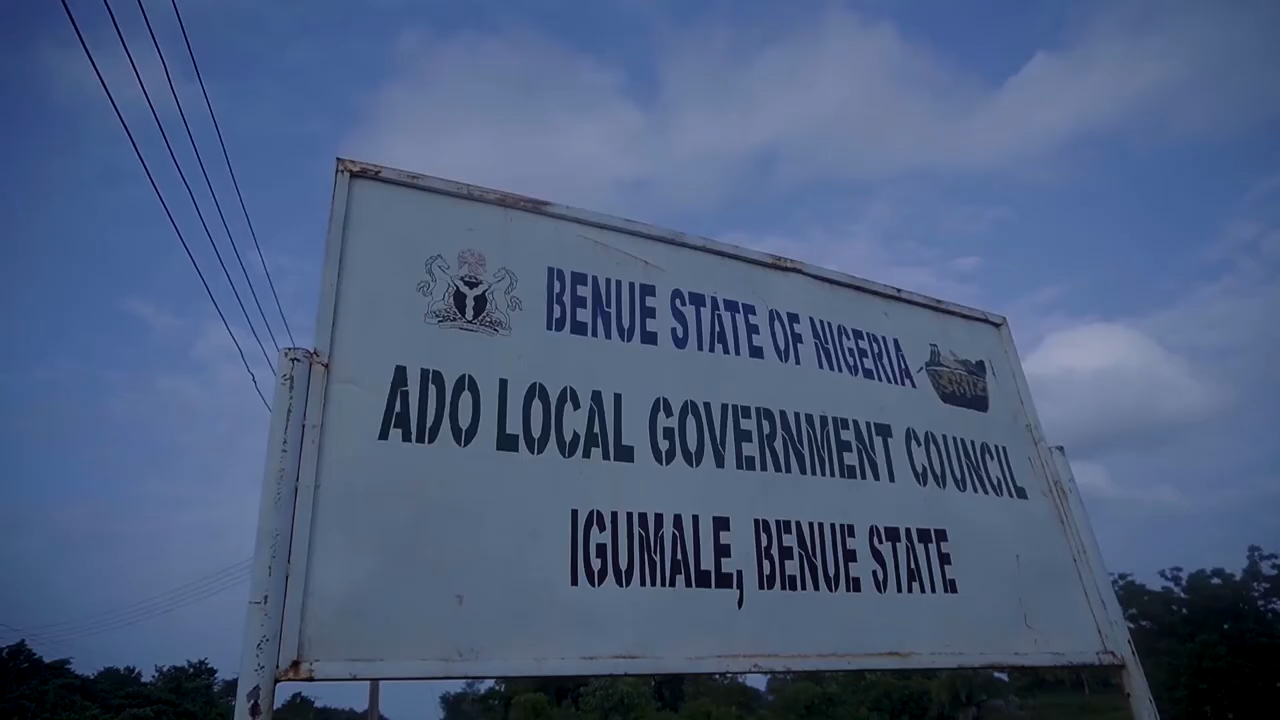 BENUE STATE OF NIGERIA
ADO LOCAL GOVERNMENT COUNCIL
IGUMALE, BENUE STATE